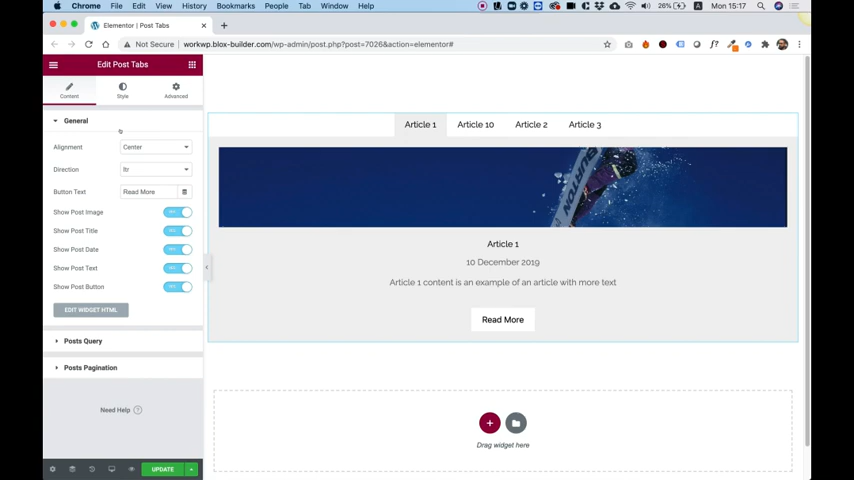 Chrome File Edit View History Bookmarks People Tab Window Help
26% A Mon 15:17
Elementor | Post Tabs
Not Secure workwp.blox-builder.com/wp-admin/post.php?post=7026&action=elementor#
f?
Edit Post Tabs
Content Style Advanced
General
Alignment Center
Direction ltr
Button Text Read More
Show Post Image
Show Post Title
Show Post Date
Show Post Text
Show Post Button
EDIT WIDGET HTML
Posts Query
Posts Pagination
Need Help ?
UPDATE
Article 1 Article 10 Article 2 Article 3
BURTON
Article 1
10 December 2019
Article 1 content is an example of an article with more text
Read More
Drag widget here